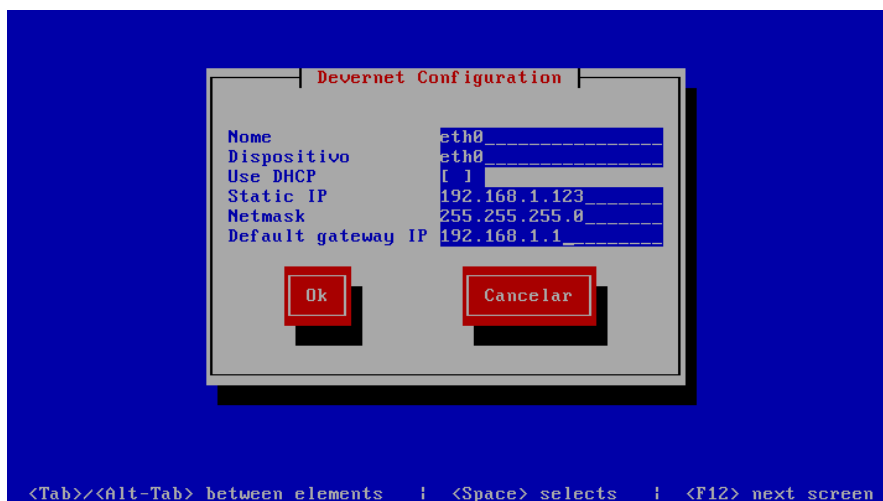 Devernet Configuration
Nome eth0
Dispositivo eth0
Use DHCP [ ]
Static IP 192.168.1.123
Netmask 255.255.255.0
Default gateway IP 192.168.1.1
Ok Cancelar
<Tab>/<Alt-Tab> between elements | <Space> selects | <F12> next screen